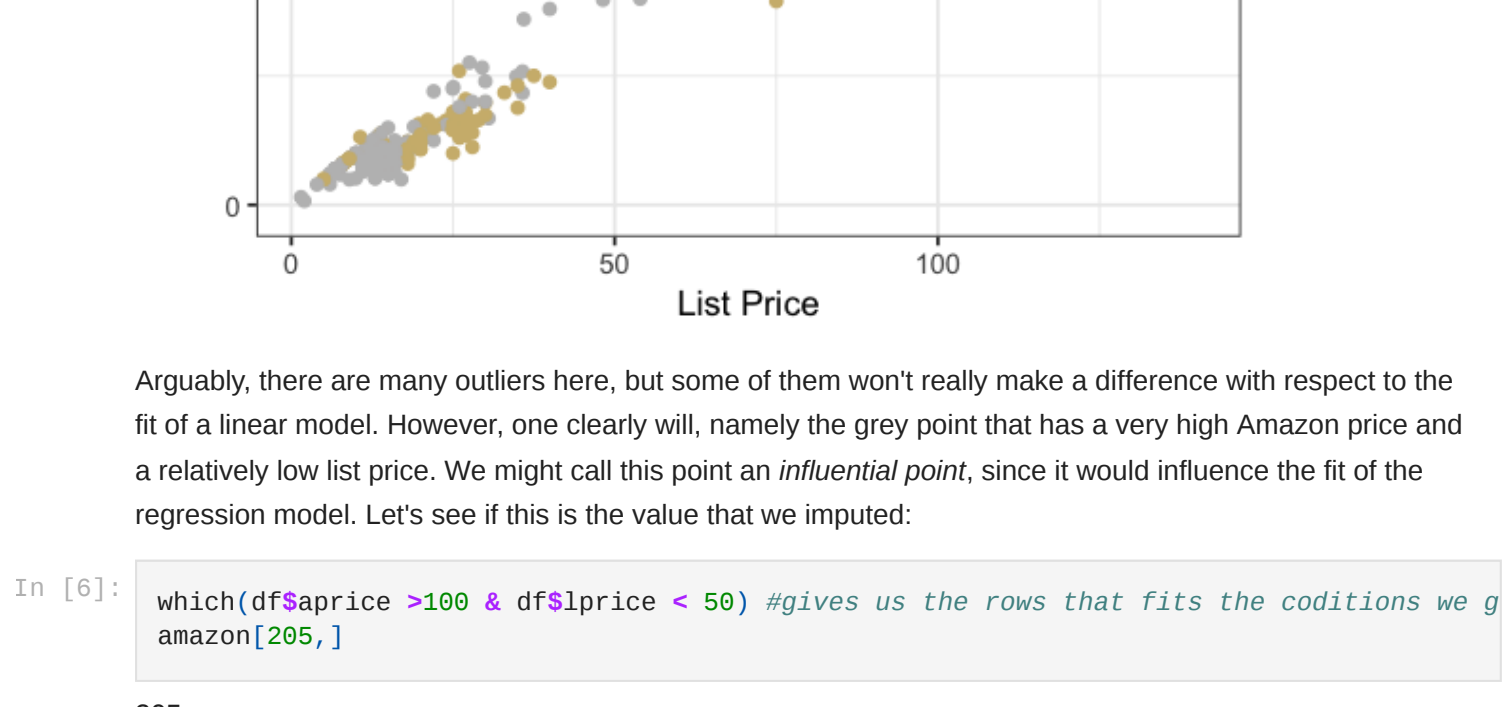 0
0 50 100
List Price
Arguably, there are many outliers here, but some of them won't really make a difference with respect to the
fit of a linear model. However, one clearly will, namely the grey point that has a very high Amazon price and
a relatively low list price. We might call this point an influential point, since it would influence the fit of the
regression model. Let's see if this is the value that we imputed:
In [6]:
which(df$aprice >100 & df$lprice < 50) #gives us the rows that fits the coditions we g
amazon[205,]